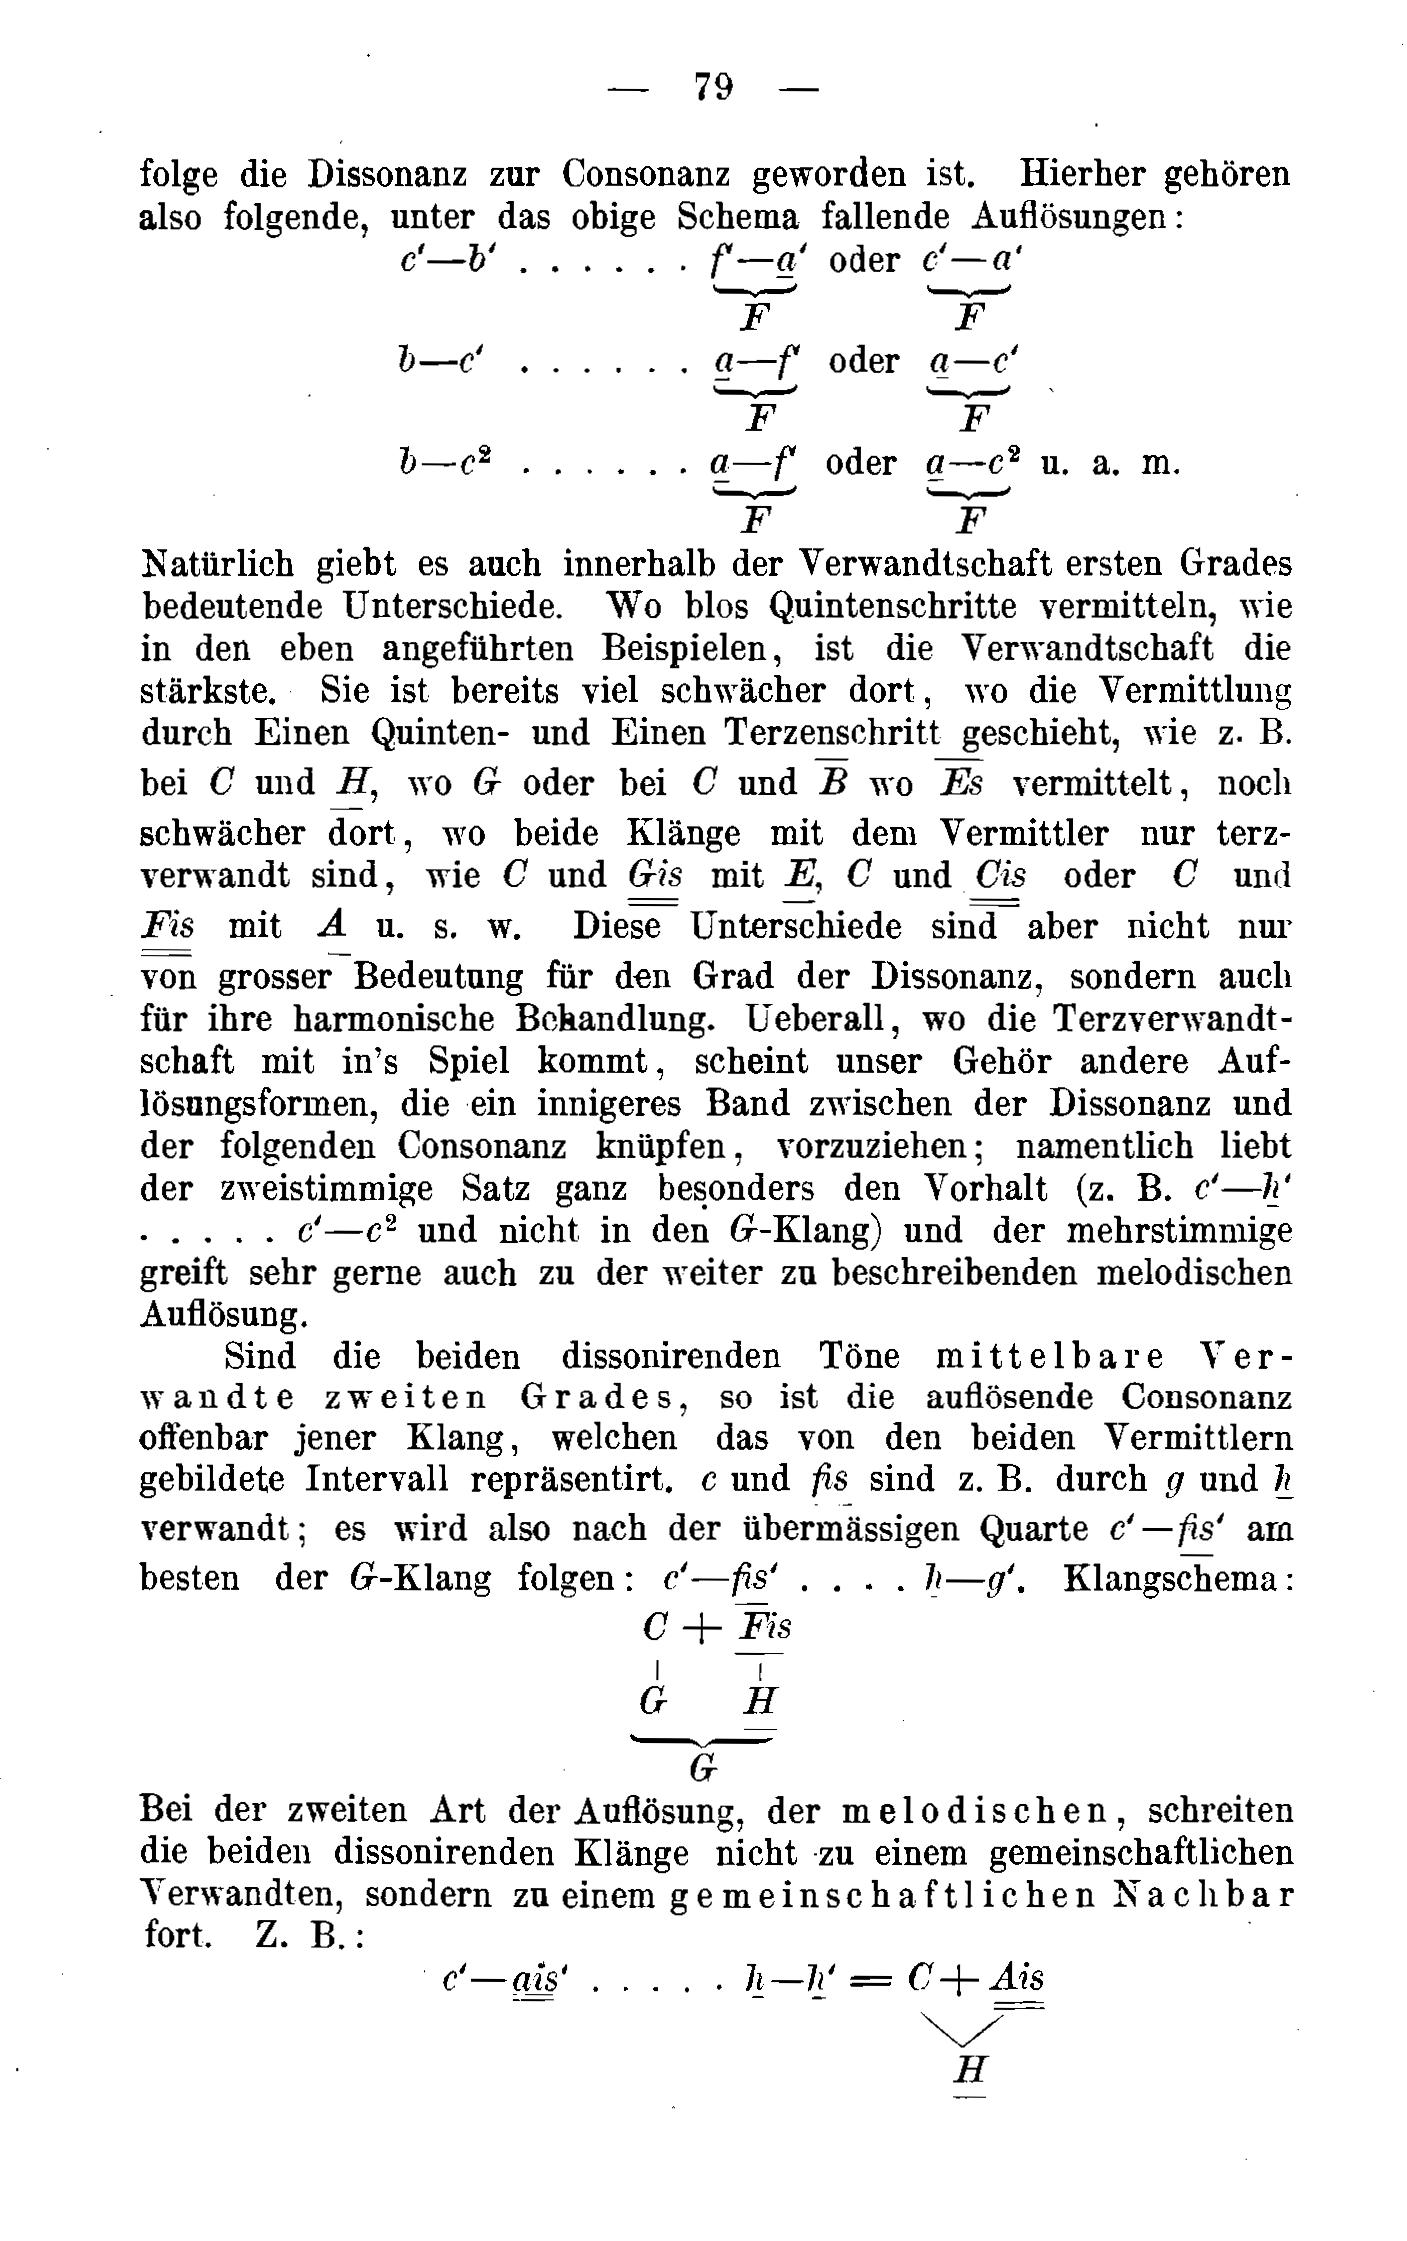 — 79 —
folge die Dissonanz zur Consonanz geworden ist. Hierher gehören
also folgende, unter das obige Schema fallende Auflösungen:
c′—b′ . . . . . . f′—a′ oder c′—a′
F F
b—c′ . . . . . . a—f′ oder a—c′
F F
b—c² . . . . . . a—f′ oder a—c² u. a. m.
F F
Natürlich giebt es auch innerhalb der Verwandtschaft ersten Grades
bedeutende Unterschiede. Wo blos Quintenschritte vermitteln, wie
in den eben angeführten Beispielen, ist die Verwandtschaft die
stärkste. Sie ist bereits viel schwächer dort, wo die Vermittlung
durch Einen Quinten- und Einen Terzenschritt geschieht, wie z. B.
bei C und H, wo G oder bei C und B wo Es vermittelt, noch
schwächer dort, wo beide Klänge mit dem Vermittler nur terz-
verwandt sind, wie C und Gis mit E, C und Cis oder C und
Fis mit A u. s. w. Diese Unterschiede sind aber nicht nur
von grosser Bedeutung für den Grad der Dissonanz, sondern auch
für ihre harmonische Behandlung. Ueberall, wo die Terzverwandt-
schaft mit in's Spiel kommt, scheint unser Gehör andere Auf-
lösungsformen, die ein innigeres Band zwischen der Dissonanz und
der folgenden Consonanz knüpfen, vorzuziehen; namentlich liebt
der zweistimmige Satz ganz besonders den Vorhalt (z. B. c′—h′
. . . . . c′—c² und nicht in den G-Klang) und der mehrstimmige
greift sehr gerne auch zu der weiter zu beschreibenden melodischen
Auflösung.
Sind die beiden dissonirenden Töne mittelbare Ver-
wandte zweiten Grades, so ist die auflösende Consonanz
offenbar jener Klang, welchen das von den beiden Vermittlern
gebildete Intervall repräsentirt. c und fis sind z. B. durch g und h
verwandt; es wird also nach der übermässigen Quarte c′—fis′ am
besten der G-Klang folgen: c′—fis′ . . . . h—g′. Klangschema:
C + Fis
G H
G
Bei der zweiten Art der Auflösung, der melodischen, schreiten
die beiden dissonirenden Klänge nicht zu einem gemeinschaftlichen
Verwandten, sondern zu einem gemeinschaftlichen Nachbar
fort. Z. B.:
c′—ais′ . . . . . h—h′ = C + Ais
H